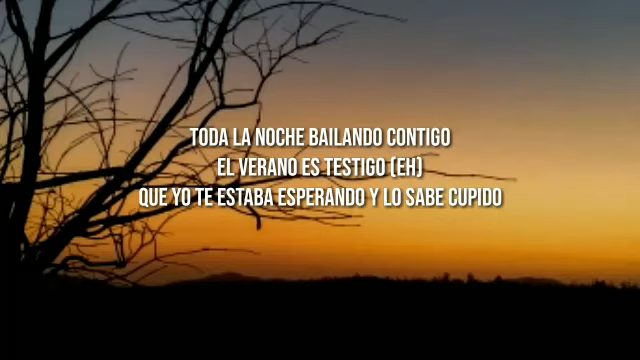 TODA LA NOCHE BAILANDO CONTIGO
EL VERANO ES TESTIGO (EH)
QUE YO TE ESTABA ESPERANDO Y LO SABE CUPIDO